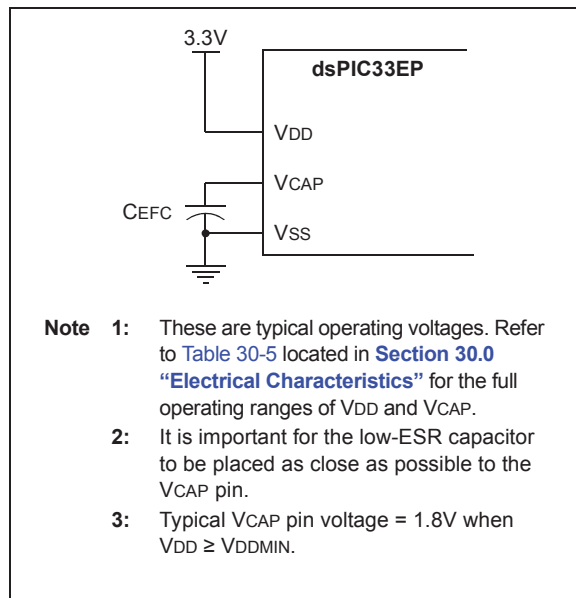 3.3V
dsPIC33EP
VDD
VCAP
CEFC
VSS
Note 1: These are typical operating voltages. Refer
to Table 30-5 located in Section 30.0
“Electrical Characteristics” for the full
operating ranges of VDD and VCAP.
2: It is important for the low-ESR capacitor
to be placed as close as possible to the
VCAP pin.
3: Typical VCAP pin voltage = 1.8V when
VDD ≥ VDDMIN.